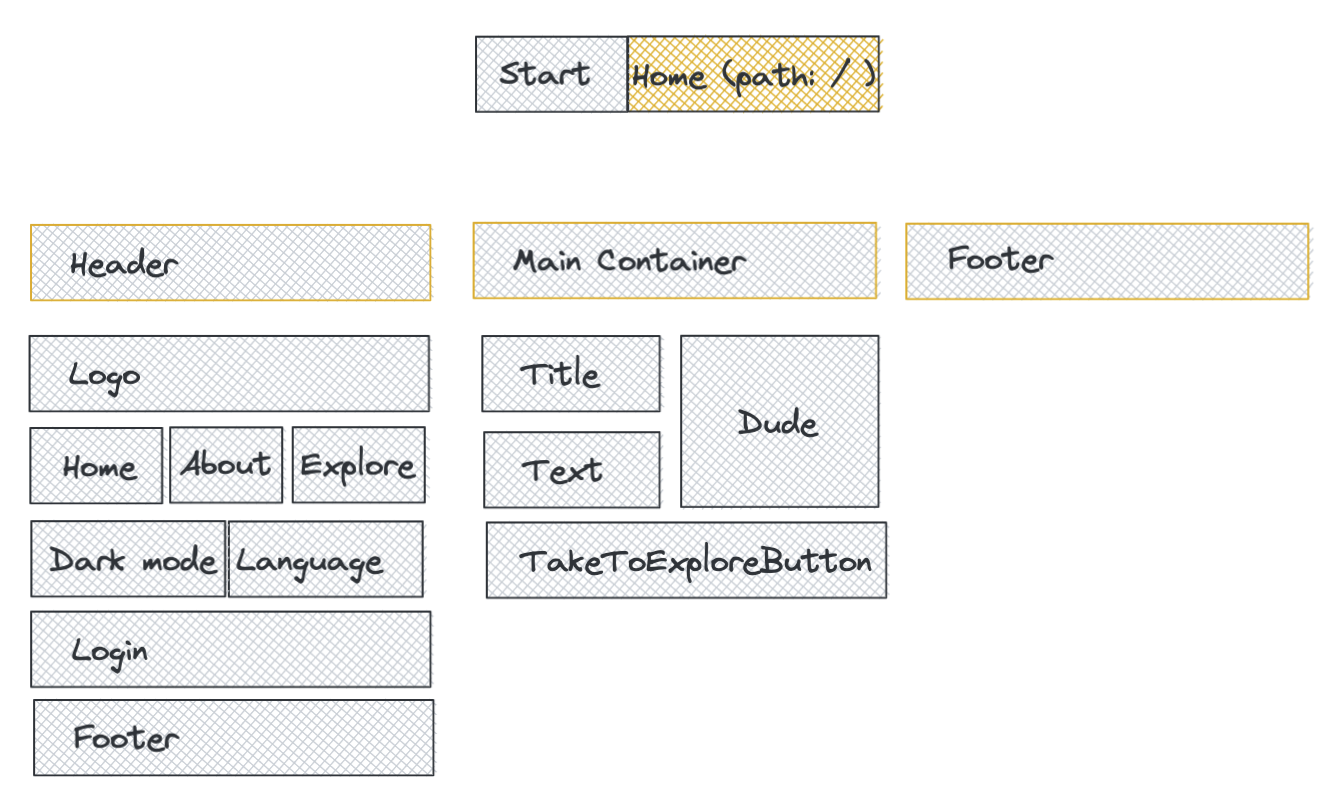 Start
Home (path: / )
Header
Main Container
Footer
Logo
Title
Dude
Home
About
Explore
Text
Dark mode
Language
TakeToExploreButton
Login
Footer